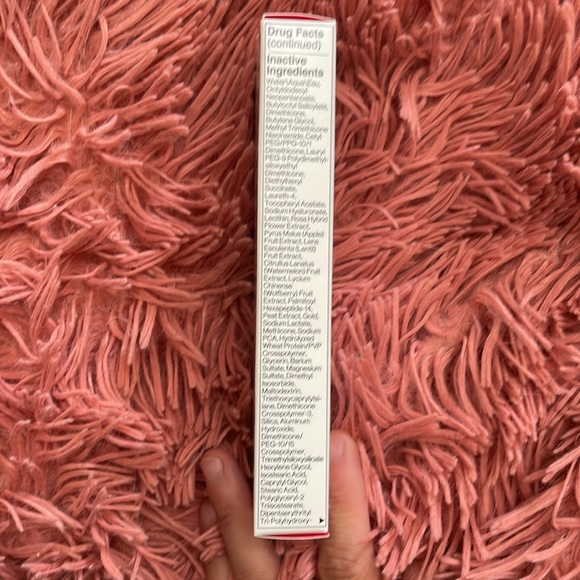 Drug Facts
(continued)
Inactive
Ingredients
Water\Aqua\Eau,
Octyldodecyl
Neopentanoate,
Butyloctyl Salicylate,
Dimethicone,
Butylene Glycol,
Methyl Trimethicone
Niacinamide, Cetyl
PEG/PPG-10/1
Dimethicone, Lauryl
PEG-9 Polydimethyl-
siloxyethyl
Dimethicone,
Diethylhexyl
Succinate,
Laureth-4,
Tocopheryl Acetate,
Sodium Hyaluronate,
Lecithin, Rosa Hybrid
Flower Extract,
Pyrus Malus (Apple)
Fruit Extract, Lens
Esculenta (Lentil)
Fruit Extract,
Citrullus Lanatus
(Watermelon) Fruit
Extract, Lycium
Chinense
(Wolfberry) Fruit
Extract, Palmitoyl
Hexapeptide-14,
Peat Extract, Gold,
Sodium Lactate,
Methicone, Sodium
PCA, Hydrolyzed
Wheat Protein/PVP
Crosspolymer,
Glycerin, Barium
Sulfate, Magnesium
Sulfate, Dimethyl
Isosorbide,
Maltodextrin,
Triethoxycaprylylsi-
lane, Dimethicone
Crosspolymer-3,
Silica, Aluminum
Hydroxide,
Dimethicone/
PEG-10/15
Crosspolymer,
Trimethylsiloxysilicate
Hexylene Glycol,
Isostearic Acid,
Caprylyl Glycol,
Stearic Acid,
Polyglyceryl-2
Triisostearate,
Dipentaerythrityl
Tri-Polyhydroxy-